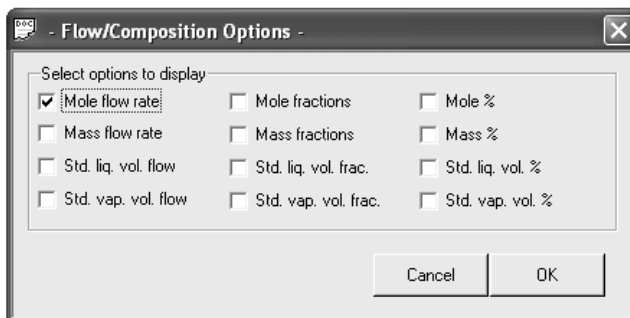 DOC
- Flow/Composition Options -
Select options to display
Mole flow rate Mole fractions Mole %
Mass flow rate Mass fractions Mass %
Std. liq. vol. flow Std. liq. vol. frac. Std. liq. vol. %
Std. vap. vol. flow Std. vap. vol. frac. Std. vap. vol. %
Cancel OK